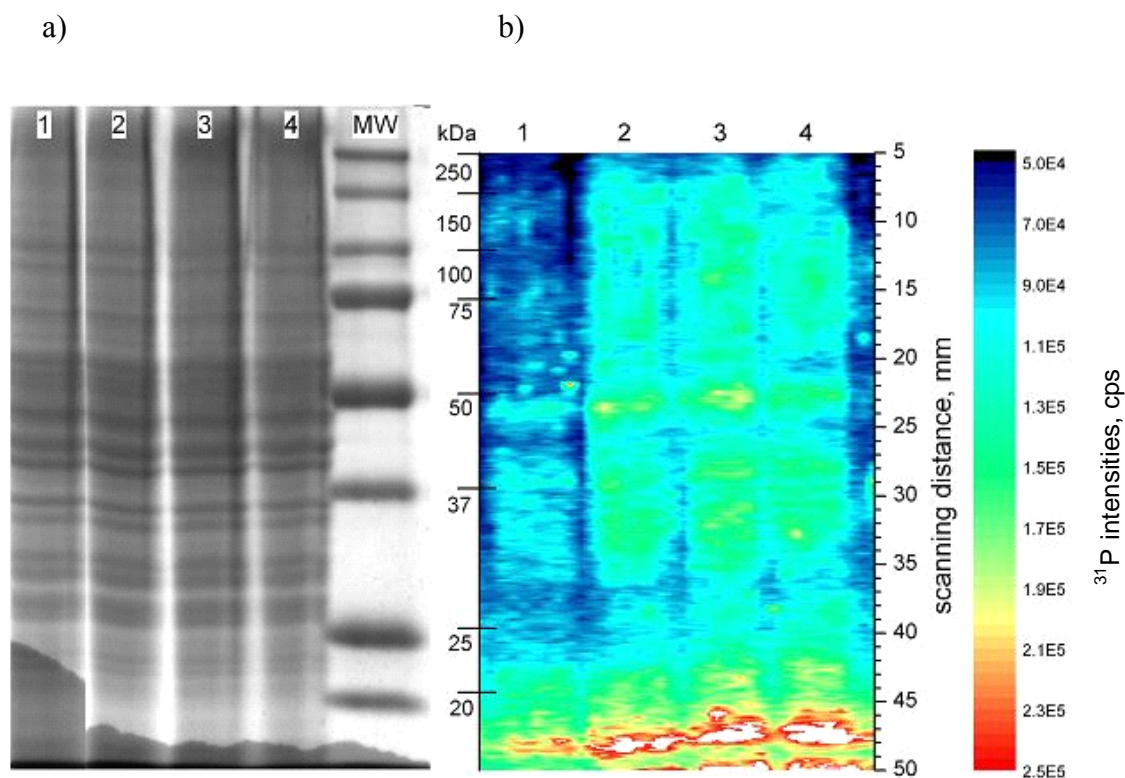 a)
b)
1 2 3 4 MW
kDa
250
150
100
75
50
37
25
20
1 2 3 4
5
10
15
20
25
30
35
40
45
50
scanning distance, mm
5.0E4
7.0E4
9.0E4
1.1E5
1.3E5
1.5E5
1.7E5
1.9E5
2.1E5
2.3E5
2.5E5
³¹P intensities, cps